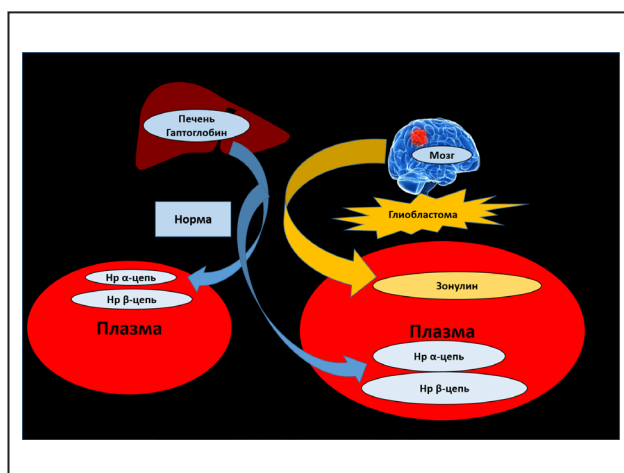 Печень
Гаптоглобин
Мозг
Норма
Глиобластома
Нр α-цепь
Нр β-цепь
Плазма
Зонулин
Плазма
Нр α-цепь
Нр β-цепь